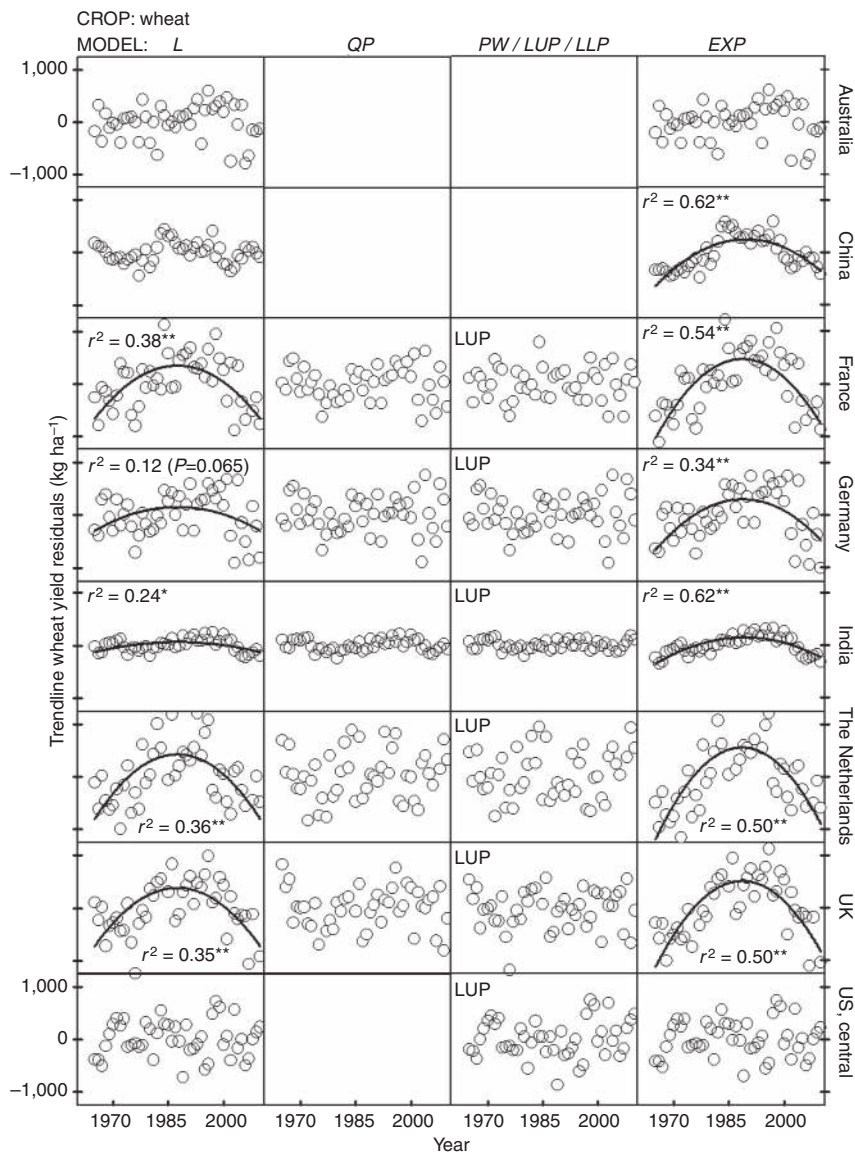 CROP: wheat
MODEL: L QP PW / LUP / LLP EXP
1,000
0
−1,000
Australia
r² = 0.62**
China
r² = 0.38**
LUP
r² = 0.54**
France
r² = 0.12 (P=0.065)
LUP
r² = 0.34**
Germany
r² = 0.24*
LUP
r² = 0.62**
India
LUP
r² = 0.36**
r² = 0.50**
The Netherlands
LUP
r² = 0.35**
r² = 0.50**
UK
LUP
1,000
0
−1,000
US, central
Trendline wheat yield residuals (kg ha⁻¹)
1970 1985 2000 1970 1985 2000 1970 1985 2000 1970 1985 2000
Year